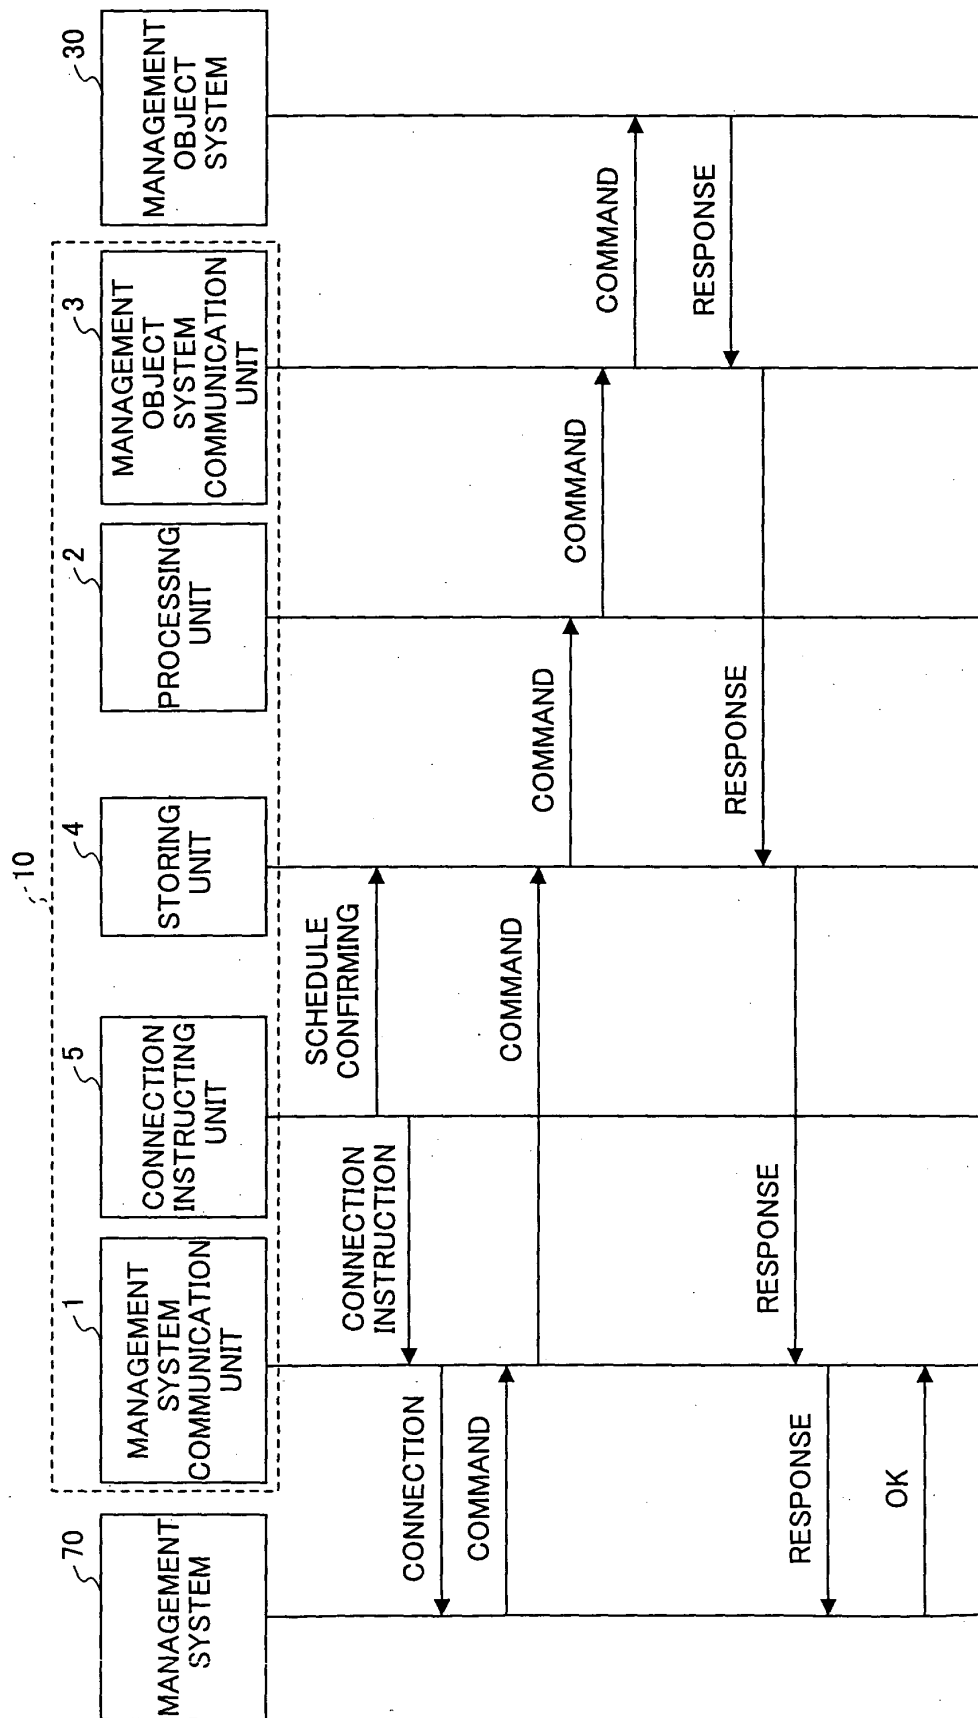 10
70
1
5
4
2
3
30
MANAGEMENT
SYSTEM
MANAGEMENT
SYSTEM
COMMUNICATION
UNIT
CONNECTION
INSTRUCTING
UNIT
STORING
UNIT
PROCESSING
UNIT
MANAGEMENT
OBJECT
SYSTEM
COMMUNICATION
UNIT
MANAGEMENT
OBJECT
SYSTEM
SCHEDULE
CONFIRMING
CONNECTION
INSTRUCTION
CONNECTION
COMMAND
COMMAND
COMMAND
COMMAND
COMMAND
RESPONSE
RESPONSE
RESPONSE
RESPONSE
OK